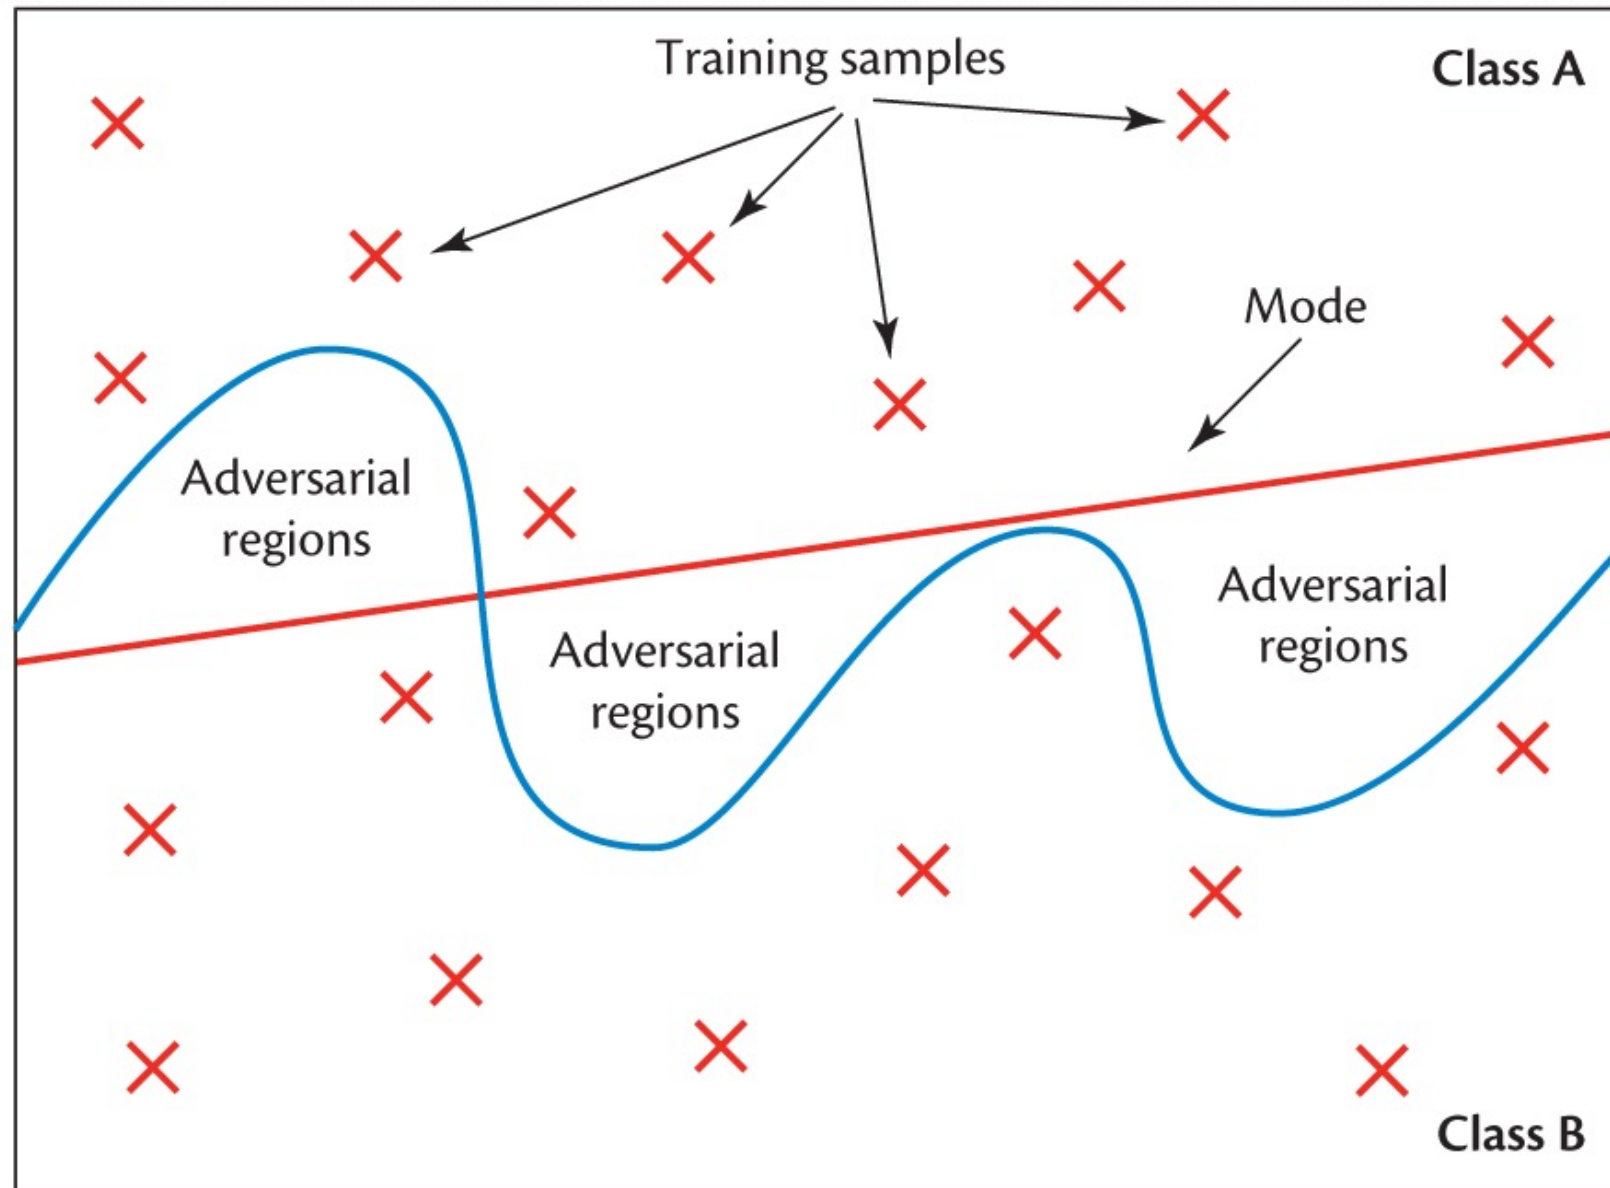 Training samples
Class A
Mode
Adversarial
regions
Adversarial
regions
Adversarial
regions
Class B